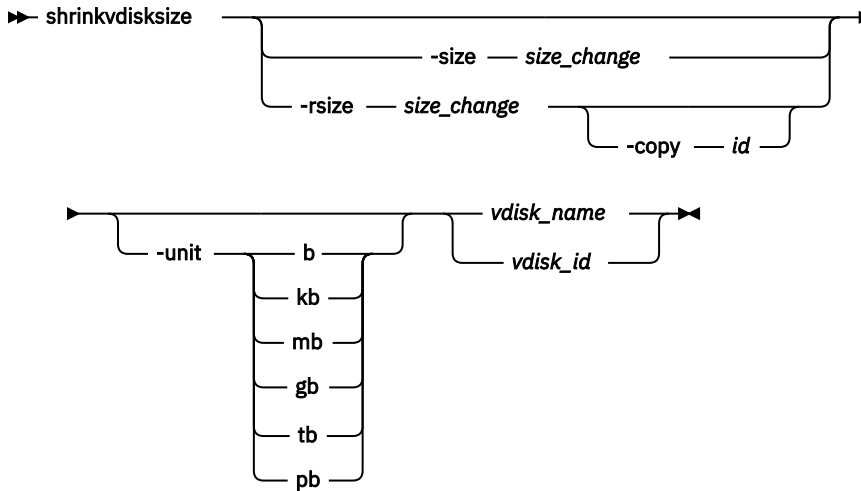 shrinkvdisksize
-size size_change
-rsize size_change
-copy id
-unit b vdisk_name
vdisk_id
kb
mb
gb
tb
pb